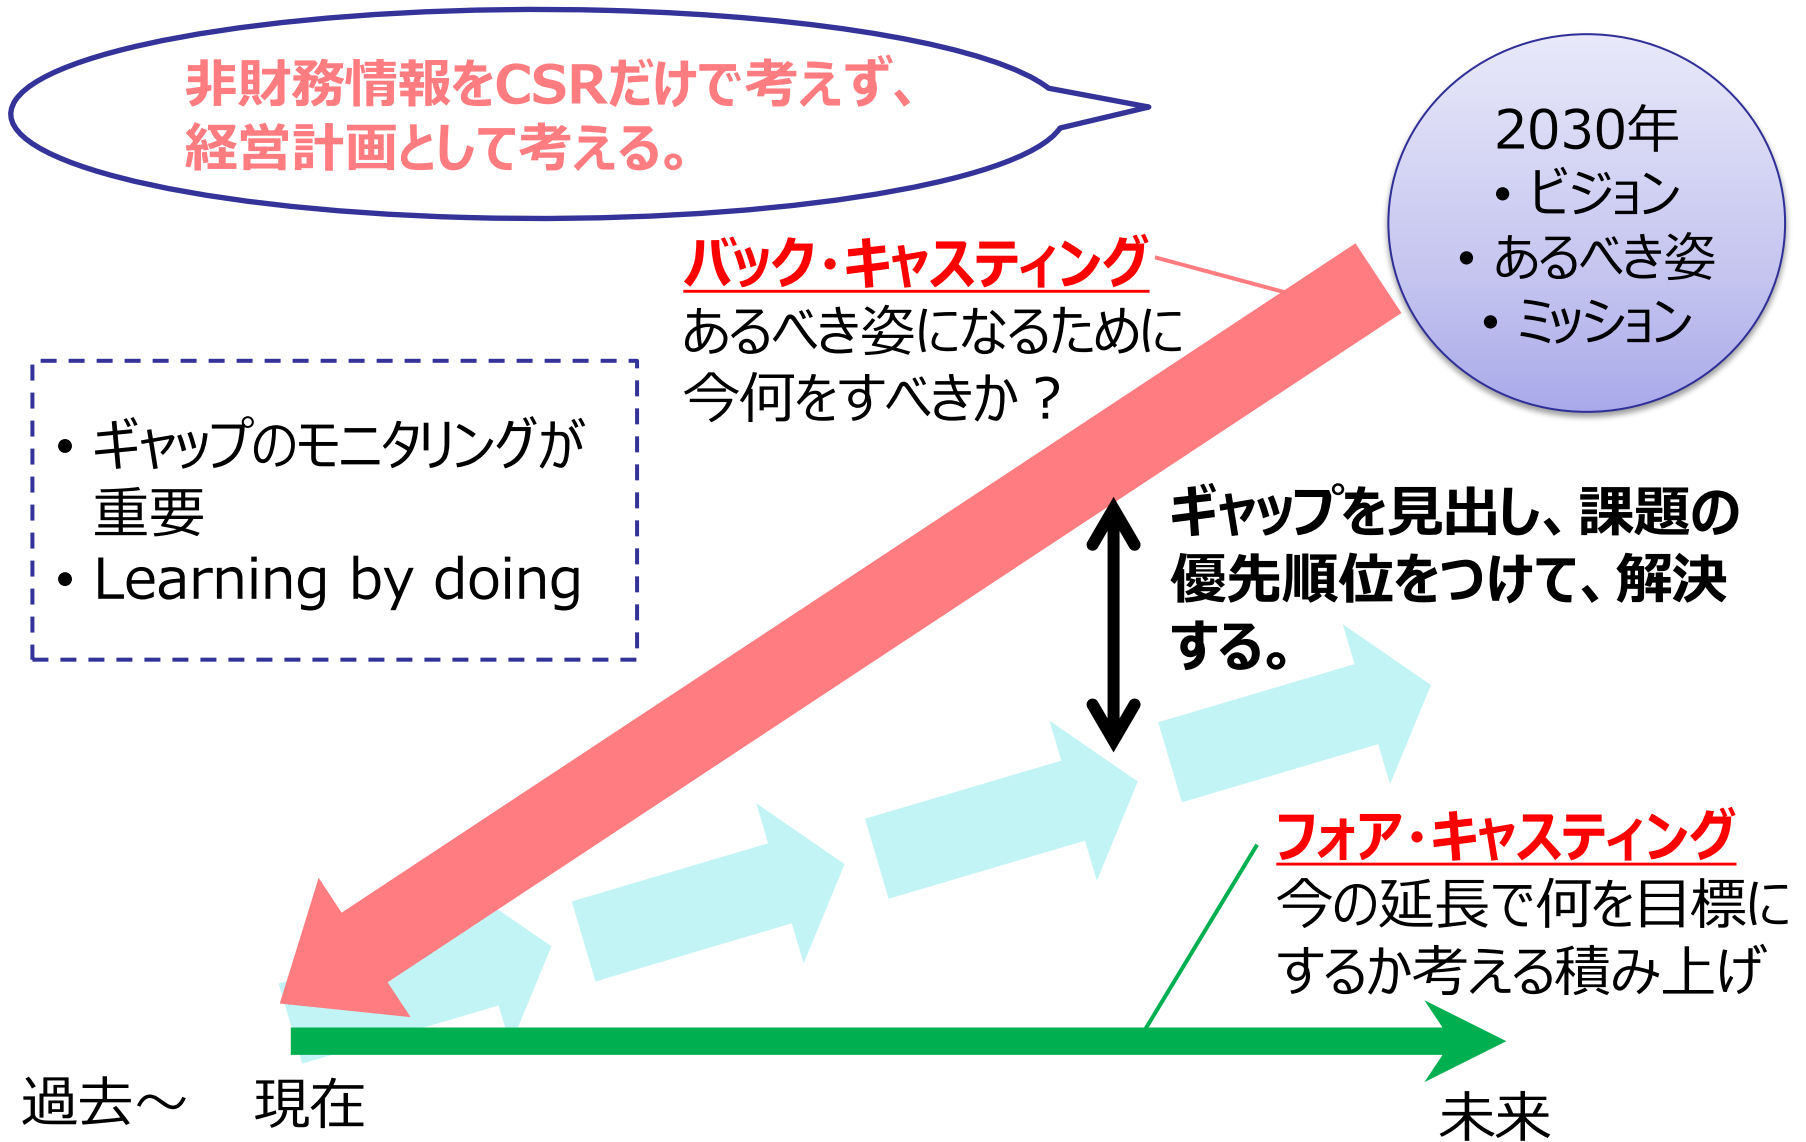 非財務情報をCSRだけで考えず、
経営計画として考える。
2030年
• ビジョン
• あるべき姿
• ミッション
バック・キャスティング
あるべき姿になるために
今何をすべきか？
• ギャップのモニタリングが
重要
• Learning by doing
ギャップを見出し、課題の
優先順位をつけて、解決
する。
フォア・キャスティング
今の延長で何を目標に
するか考える積み上げ
過去～
現在
未来